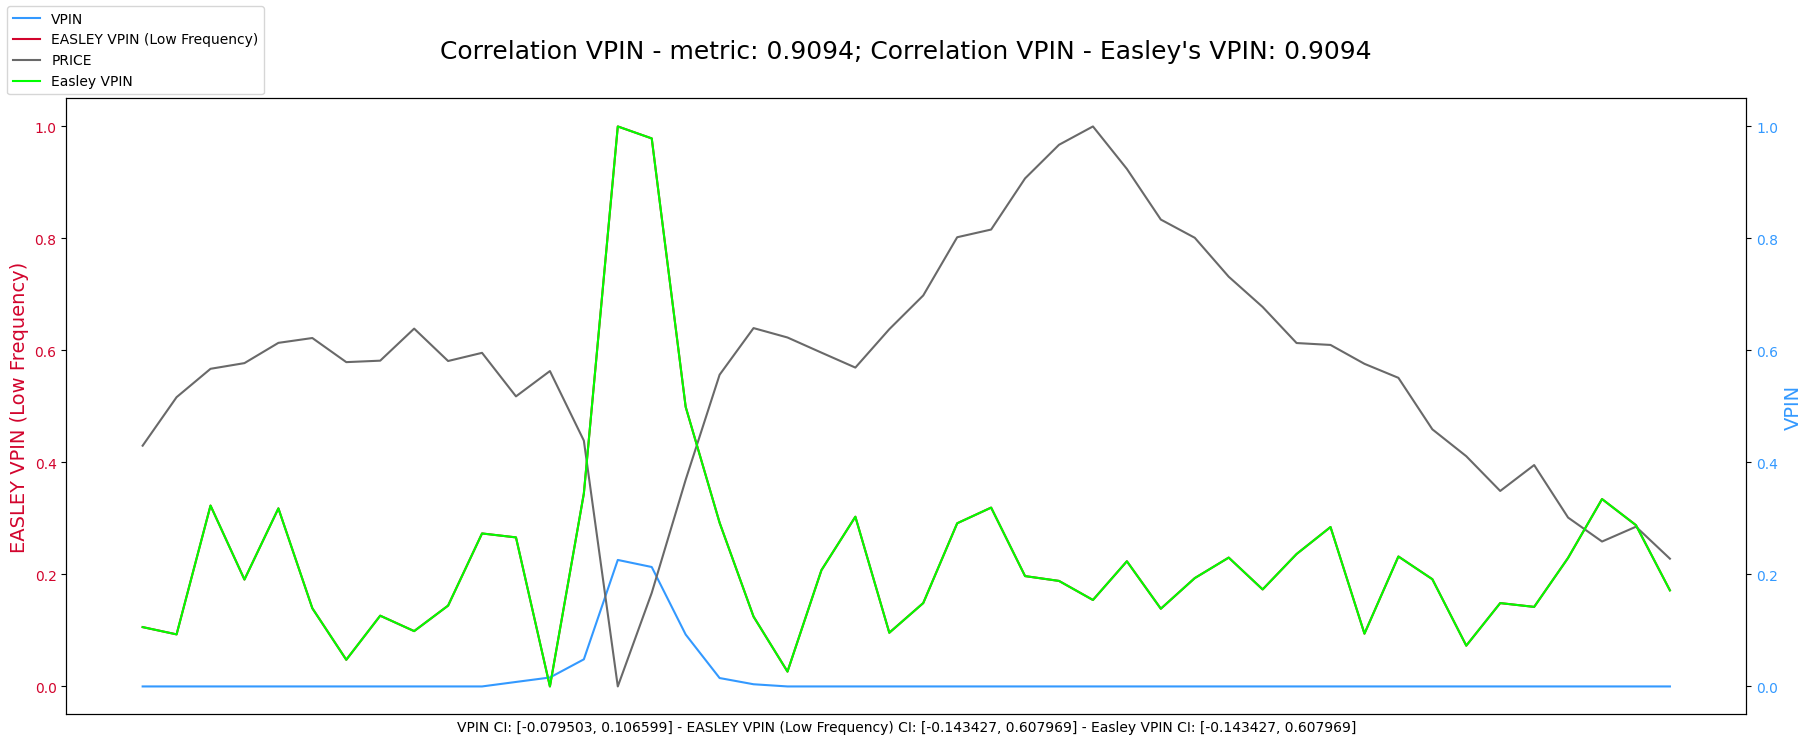 VPIN
EASLEY VPIN (Low Frequency)
PRICE
Easley VPIN
Correlation VPIN - metric: 0.9094; Correlation VPIN - Easley's VPIN: 0.9094
EASLEY VPIN (Low Frequency)
1.0
0.8
0.6
0.4
0.2
0.0
1.0
0.8
0.6
0.4
0.2
0.0
VPIN
VPIN CI: [-0.079503, 0.106599] - EASLEY VPIN (Low Frequency) CI: [-0.143427, 0.607969] - Easley VPIN CI: [-0.143427, 0.607969]